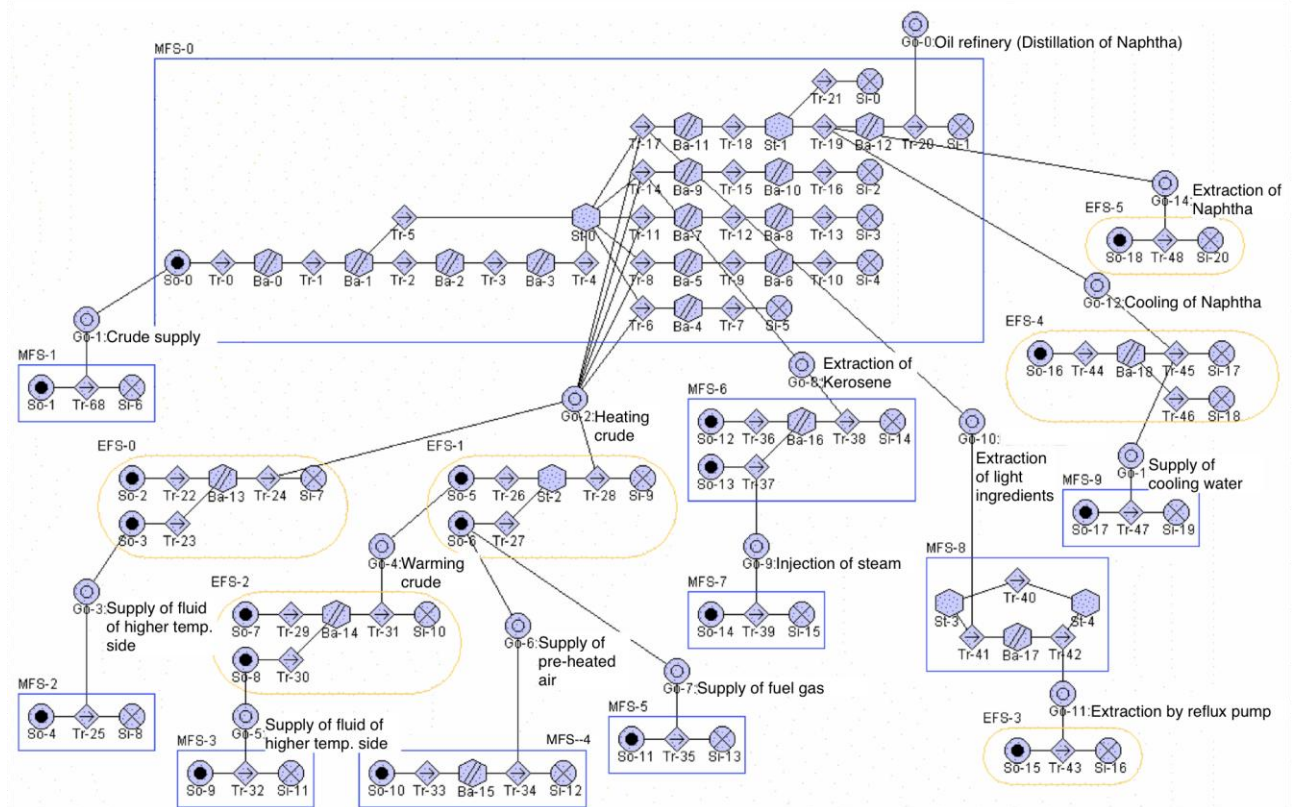 Go-0:Oil refinery (Distillation of Naphtha)
MFS-0
Tr-21 Si-0
Tr-17 Ba-11 Tr-18 St-1 Tr-19 Ba-12 Tr-20 Si-1
Tr-14 Ba-9 Tr-15 Ba-10 Tr-16 Si-2
Tr-5 St-0 Tr-11 Ba-7 Tr-12 Ba-8 Tr-13 Si-3
So-0 Tr-0 Ba-0 Tr-1 Ba-1 Tr-2 Ba-2 Tr-3 Ba-3 Tr-4 Tr-8 Ba-5 Tr-9 Ba-6 Tr-10 Si-4
Tr-6 Ba-4 Tr-7 Si-5
Go-14:
Extraction of
Naphtha
EFS-5
So-18 Tr-48 Si-20
Go-12:Cooling of Naphtha
EFS-4
So-16 Tr-44 Ba-18 Tr-45 Si-17
Tr-46 Si-18
Go-1:Crude supply
MFS-1
So-1 Tr-68 Si-6
Go-2:Heating
crude
Go-8:
Extraction of
Kerosene
MFS-6
So-12 Tr-36 Ba-16 Tr-38 Si-14
So-13 Tr-37
Go-10:
Extraction
of light
ingredients
Go-1
Supply of
cooling water
MFS-9
So-17 Tr-47 Si-19
EFS-0
So-2 Tr-22 Ba-13 Tr-24 Si-7
So-3 Tr-23
EFS-1
So-5 Tr-26 St-2 Tr-28 Si-9
So-6 Tr-27
Go-4:Warming
crude
Go-9:Injection of steam
MFS-7
So-14 Tr-39 Si-15
MFS-8
Tr-40
St-3 St-4
Tr-41 Ba-17 Tr-42
Go-3:Supply of fluid
of higher temp.
side
EFS-2
So-7 Tr-29 Ba-14 Tr-31 Si-10
So-8 Tr-30
Go-6:
Supply of
pre-heated
air
Go-7:Supply of fuel gas
Go-11:Extraction by reflux pump
MFS-2
So-4 Tr-25 Si-8
Go-5:
Supply of fluid of
higher temp. side
MFS-3
So-9 Tr-32 Si-11
MFS--4
So-10 Tr-33 Ba-15 Tr-34 Si-12
MFS-5
So-11 Tr-35 Si-13
EFS-3
So-15 Tr-43 Si-16